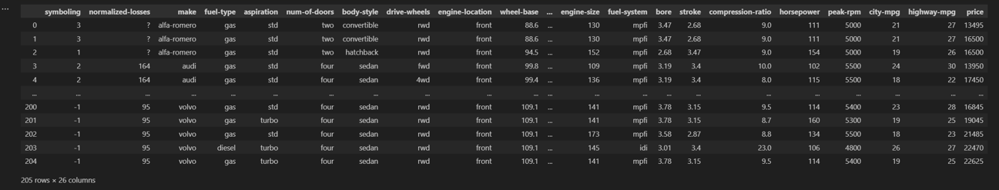 ...
symboling normalized-losses make fuel-type aspiration num-of-doors body-style drive-wheels engine-location wheel-base ... engine-size fuel-system bore stroke compression-ratio horsepower peak-rpm city-mpg highway-mpg price
0 3 ? alfa-romero gas std two convertible rwd front 88.6 ... 130 mpfi 3.47 2.68 9.0 111 5000 21 27 13495
1 3 ? alfa-romero gas std two convertible rwd front 88.6 ... 130 mpfi 3.47 2.68 9.0 111 5000 21 27 16500
2 1 ? alfa-romero gas std two hatchback rwd front 94.5 ... 152 mpfi 2.68 3.47 9.0 154 5000 19 26 16500
3 2 164 audi gas std four sedan fwd front 99.8 ... 109 mpfi 3.19 3.4 10.0 102 5500 24 30 13950
4 2 164 audi gas std four sedan 4wd front 99.4 ... 136 mpfi 3.19 3.4 8.0 115 5500 18 22 17450
... ... ... ... ... ... ... ... ... ... ... ... ... ... ... ... ... ... ... ... ... ...
200 -1 95 volvo gas std four sedan rwd front 109.1 ... 141 mpfi 3.78 3.15 9.5 114 5400 23 28 16845
201 -1 95 volvo gas turbo four sedan rwd front 109.1 ... 141 mpfi 3.78 3.15 8.7 160 5300 19 25 19045
202 -1 95 volvo gas std four sedan rwd front 109.1 ... 173 mpfi 3.58 2.87 8.8 134 5500 18 23 21485
203 -1 95 volvo diesel turbo four sedan rwd front 109.1 ... 145 idi 3.01 3.4 23.0 106 4800 26 27 22470
204 -1 95 volvo gas turbo four sedan rwd front 109.1 ... 141 mpfi 3.78 3.15 9.5 114 5400 19 25 22625
205 rows × 26 columns